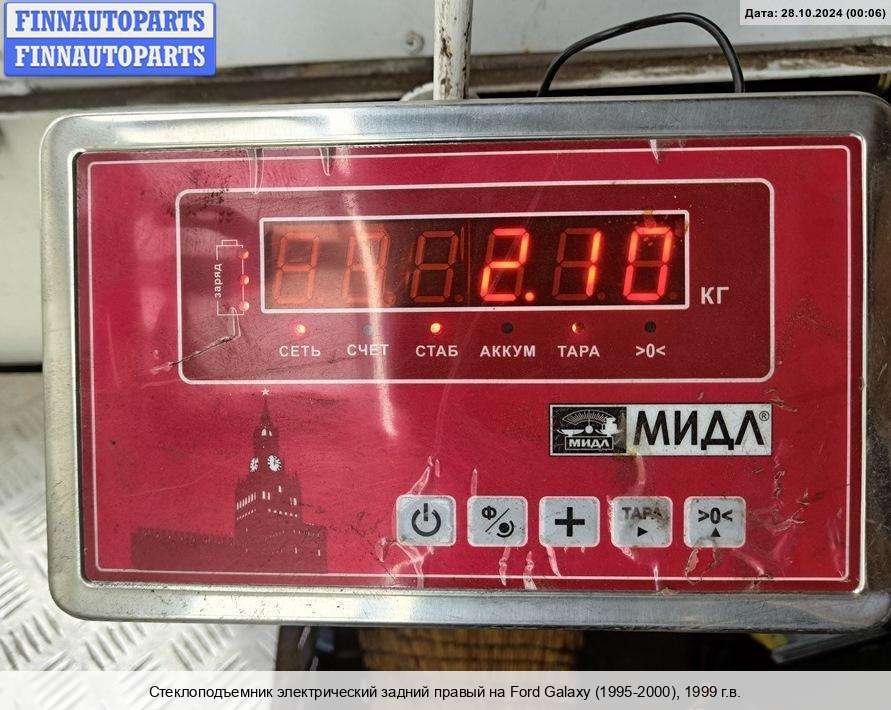 FINNAUTOPARTS
FINNAUTOPARTS
Дата: 28.10.2024 (00:06)
заряд
2.10
КГ
СЕТЬ СЧЕТ СТАБ АККУМ ТАРА >0<
МИДЛ МИДЛ®
Ф
ТАРА >0<
Стеклоподъемник электрический задний правый на Ford Galaxy (1995-2000), 1999 г.в.